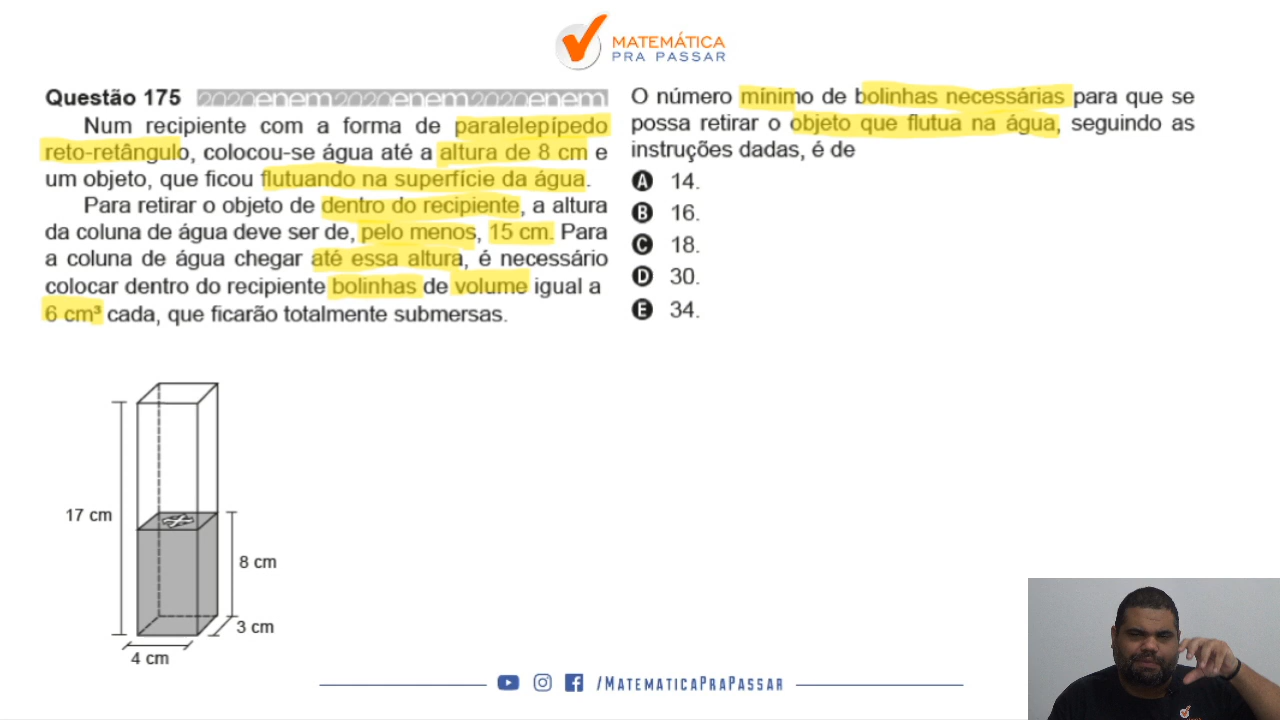 MATEMÁTICA
PRA PASSAR
Questão 175 2020enem2020enem2020enem
Num recipiente com a forma de paralelepípedo
reto-retângulo, colocou-se água até a altura de 8 cm e
um objeto, que ficou flutuando na superfície da água.
Para retirar o objeto de dentro do recipiente, a altura
da coluna de água deve ser de, pelo menos, 15 cm. Para
a coluna de água chegar até essa altura, é necessário
colocar dentro do recipiente bolinhas de volume igual a
6 cm³ cada, que ficarão totalmente submersas.
17 cm
8 cm
3 cm
4 cm
O número mínimo de bolinhas necessárias para que se
possa retirar o objeto que flutua na água, seguindo as
instruções dadas, é de
A 14.
B 16.
C 18.
D 30.
E 34.
/MATEMATICAPRAPASSAR